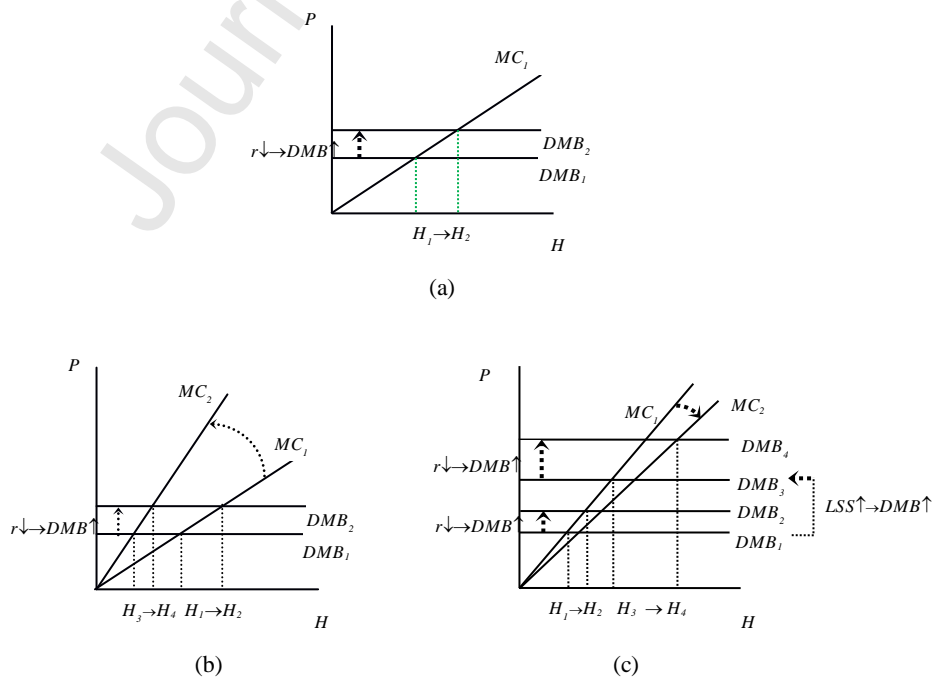 Jour
P
MC₁
r↓→DMB↑
DMB₂
DMB₁
H₁→H₂
H
(a)
P
MC₂
MC₁
r↓→DMB↑
DMB₂
DMB₁
H₃→H₄ H₁→H₂
H
(b)
P
MC₁
MC₂
DMB₄
r↓→DMB↑
DMB₃
DMB₂
LSS↑→DMB↑
r↓→DMB↑
DMB₁
H₁→H₂ H₃→H₄
H
(c)